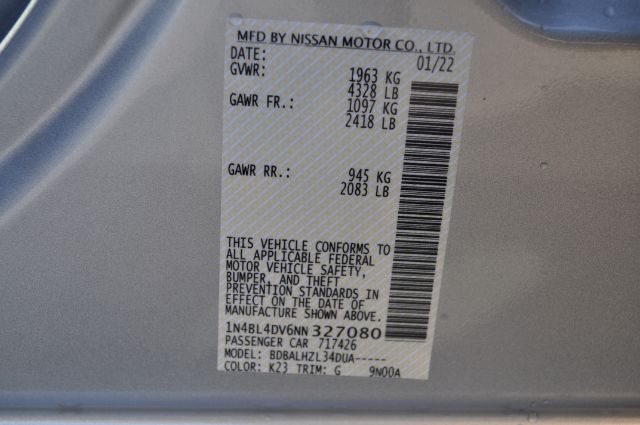 MFD BY NISSAN MOTOR CO., LTD.
DATE: 01/22
GVWR: 1963 KG
4328 LB
GAWR FR.: 1097 KG
2418 LB
GAWR RR.: 945 KG
2083 LB
THIS VEHICLE CONFORMS TO
ALL APPLICABLE FEDERAL
MOTOR VEHICLE SAFETY,
BUMPER, AND THEFT
PREVENTION STANDARDS IN
EFFECT ON THE DATE OF
MANUFACTURE SHOWN ABOVE.
1N4BL4DV6NN327080
PASSENGER CAR 717426
MODEL: BDBALHZL34DUA-----
COLOR: K23 TRIM: G 9N00A